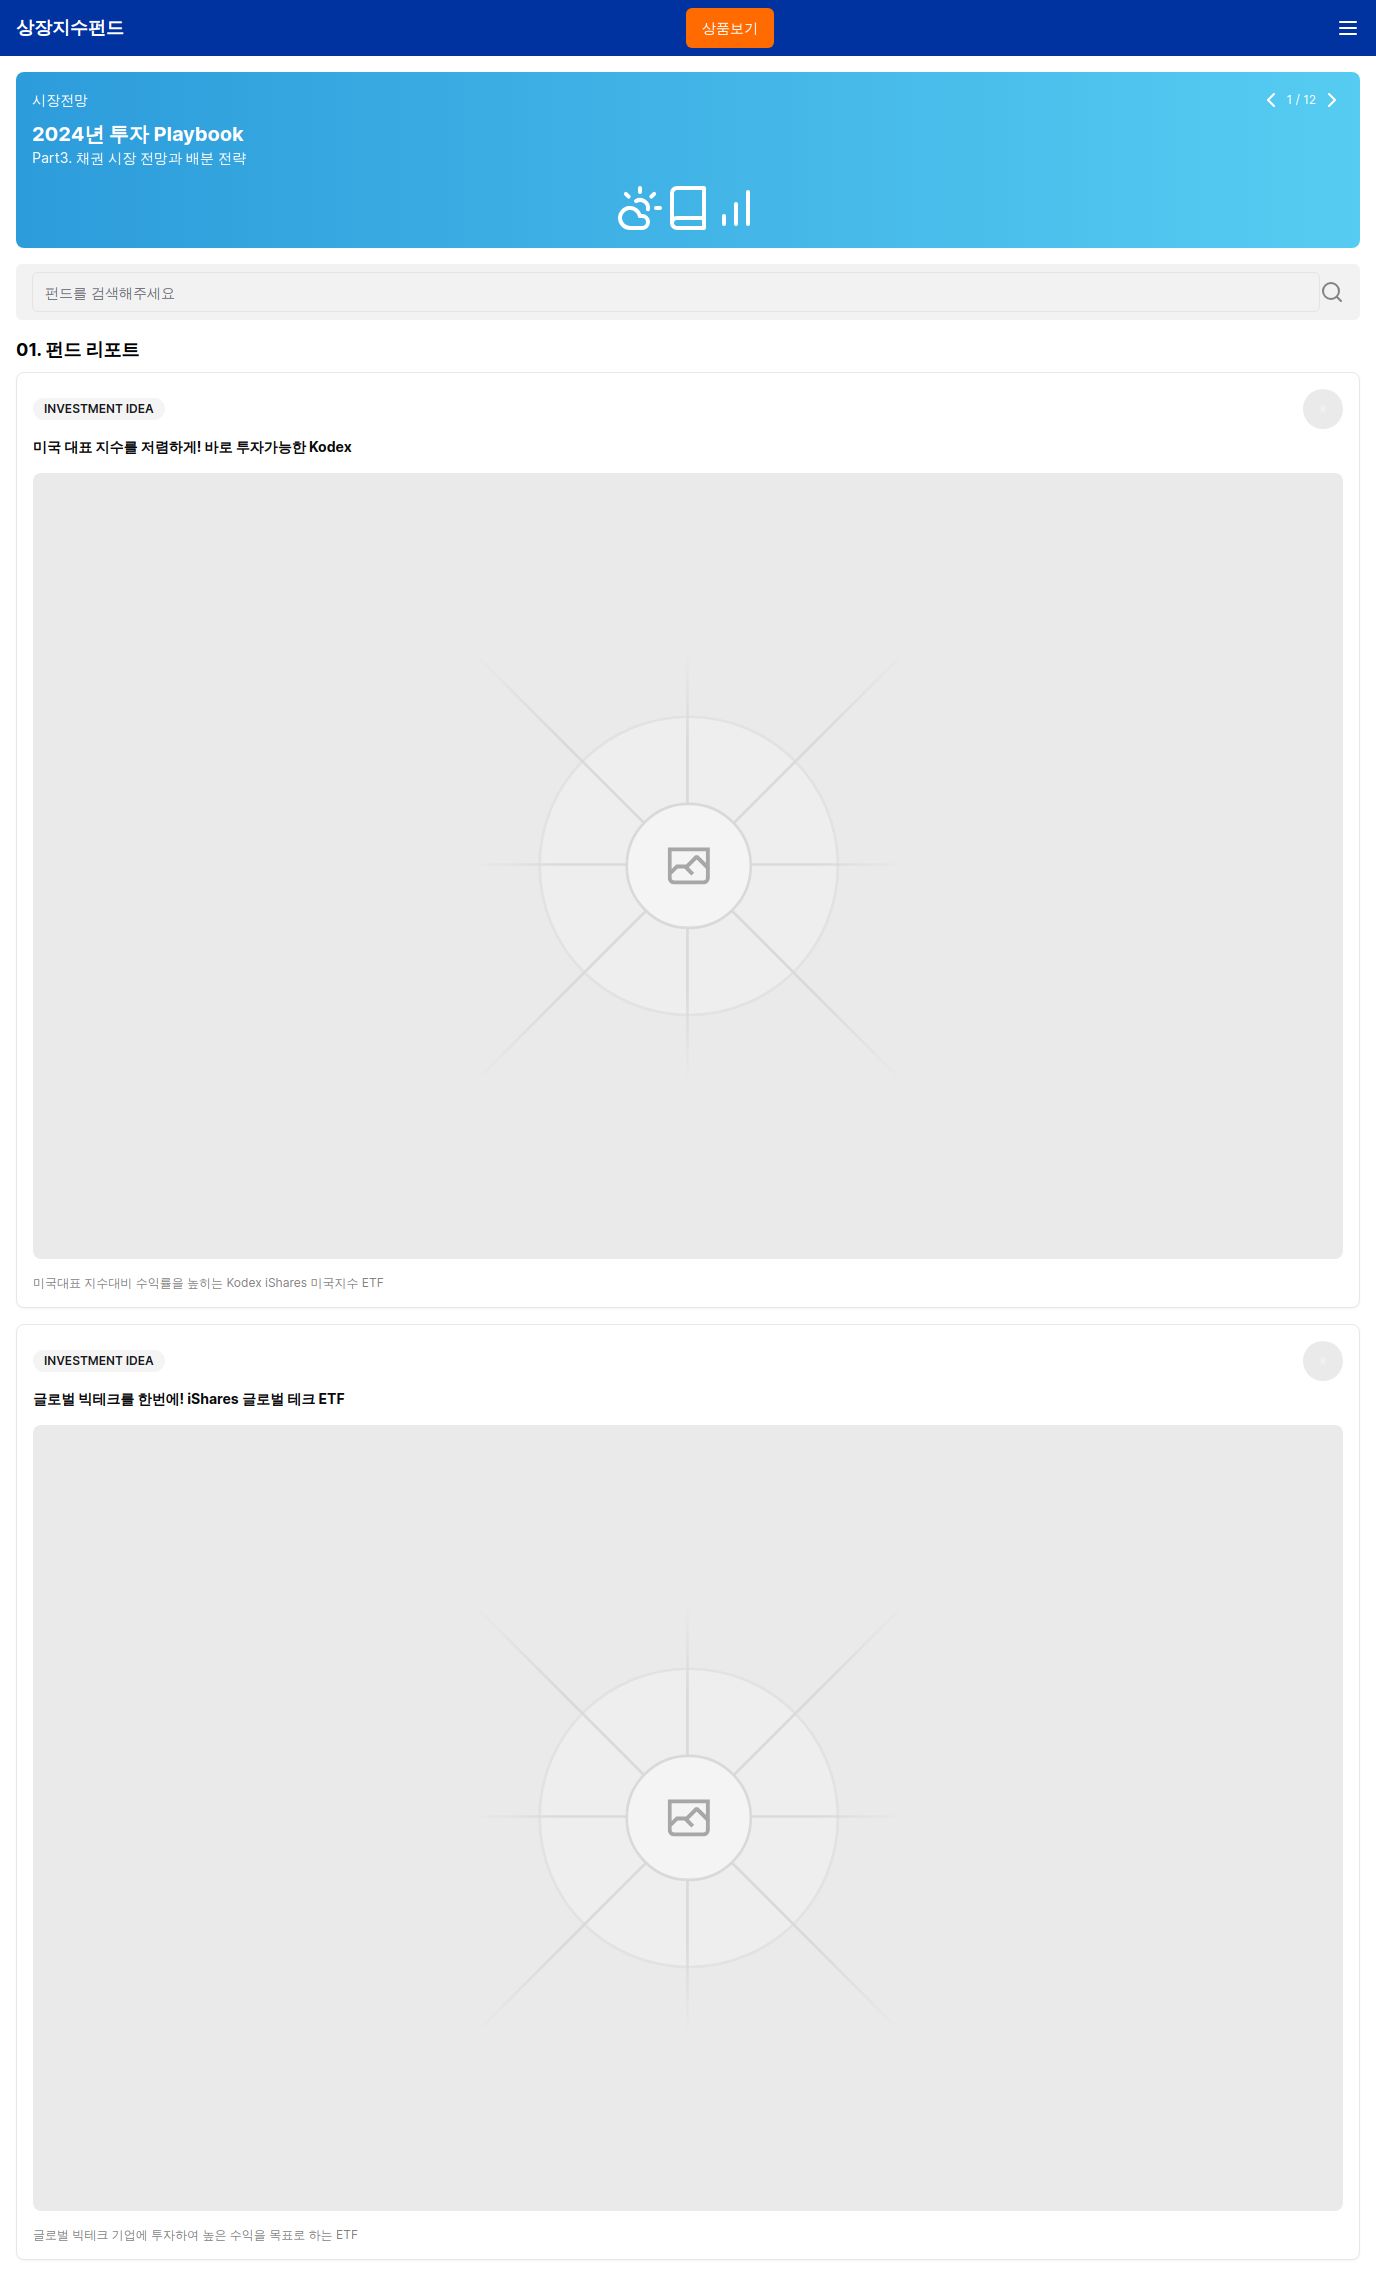 상장지수펀드
상품보기
시장전망
1 / 12
2024년 투자 Playbook
Part3. 채권 시장 전망과 배분 전략
펀드를 검색해주세요
01. 펀드 리포트
INVESTMENT IDEA
미국 대표 지수를 저렴하게! 바로 투자가능한 Kodex
미국대표 지수대비 수익률을 높히는 Kodex iShares 미국지수 ETF
INVESTMENT IDEA
글로벌 빅테크를 한번에! iShares 글로벌 테크 ETF
글로벌 빅테크 기업에 투자하여 높은 수익을 목표로 하는 ETF